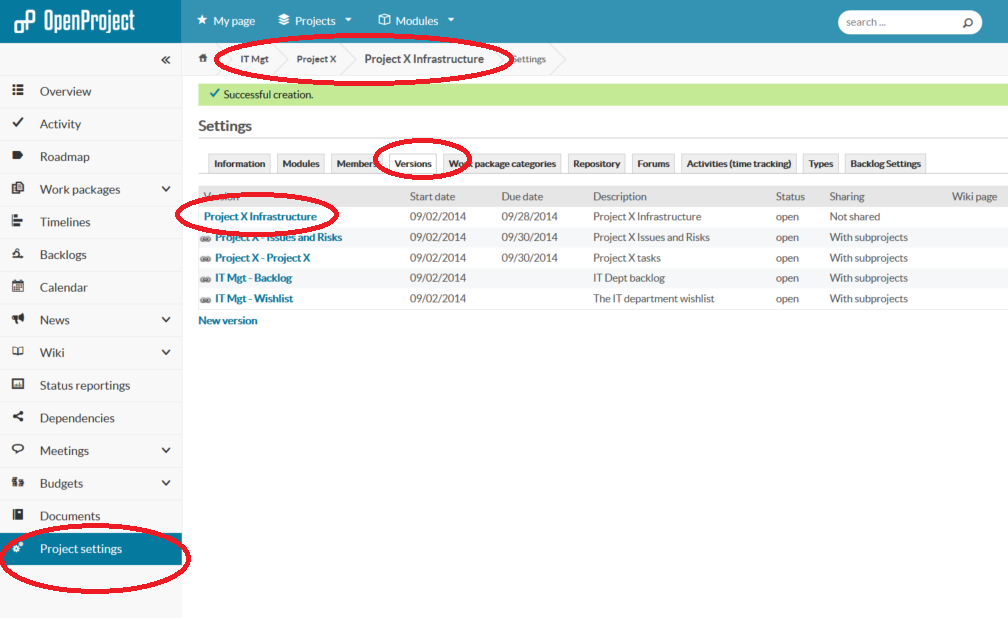 OpenProject
My page Projects Modules search ...
IT Mgt Project X Project X Infrastructure Settings
Successful creation.
Settings
Information Modules Members Versions Work package categories Repository Forums Activities (time tracking) Types Backlog Settings
Version Start date Due date Description Status Sharing Wiki page
Project X Infrastructure 09/02/2014 09/28/2014 Project X Infrastructure open Not shared
Project X - Issues and Risks 09/02/2014 09/30/2014 Project X Issues and Risks open With subprojects
Project X - Project X 09/02/2014 09/30/2014 Project X tasks open With subprojects
IT Mgt - Backlog 09/02/2014 IT Dept backlog open With subprojects
IT Mgt - Wishlist 09/02/2014 The IT department wishlist open With subprojects
New version
Overview
Activity
Roadmap
Work packages
Timelines
Backlogs
Calendar
News
Wiki
Status reportings
Dependencies
Meetings
Budgets
Documents
Project settings